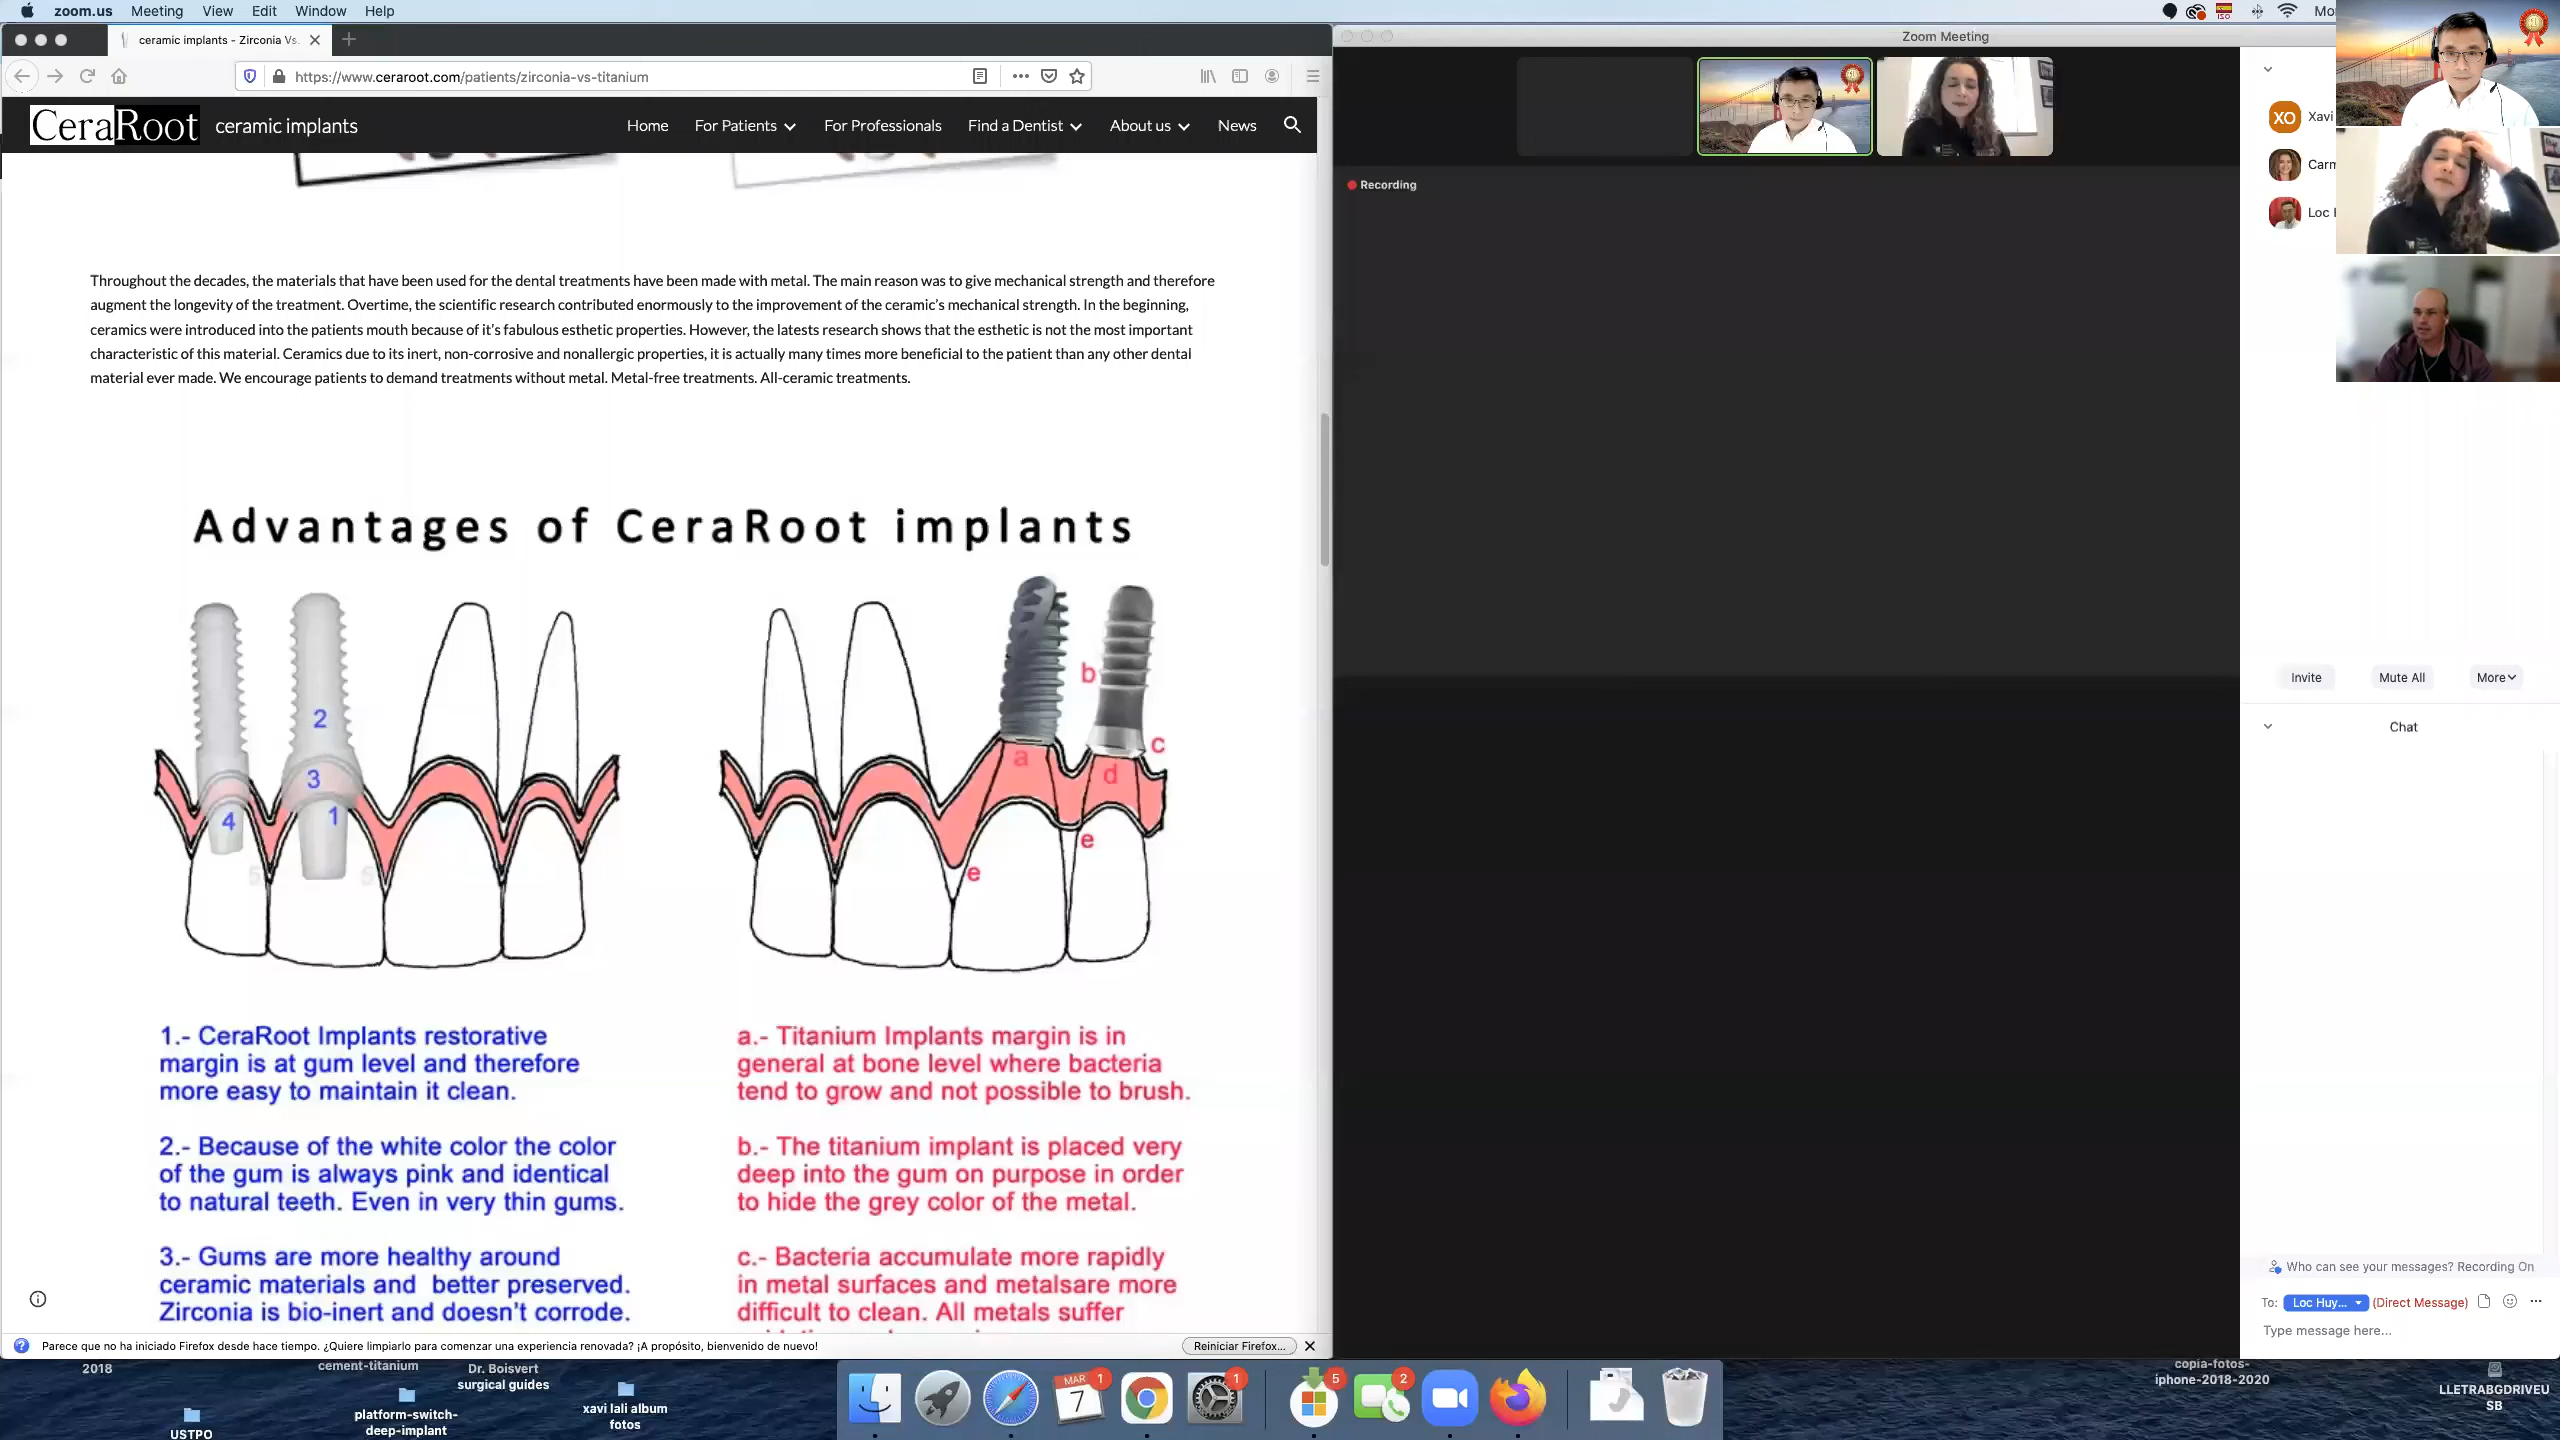 zoom.us Meeting View Edit Window Help
ceramic implants - Zirconia Vs.
https://www.ceraroot.com/patients/zirconia-vs-titanium
CeraRoot ceramic implants
Home For Patients For Professionals Find a Dentist About us News
Throughout the decades, the materials that have been used for the dental treatments have been made with metal. The main reason was to give mechanical strength and therefore
augment the longevity of the treatment. Overtime, the scientific research contributed enormously to the improvement of the ceramic's mechanical strength. In the beginning,
ceramics were introduced into the patients mouth because of it's fabulous esthetic properties. However, the latests research shows that the esthetic is not the most important
characteristic of this material. Ceramics due to its inert, non-corrosive and nonallergic properties, it is actually many times more beneficial to the patient than any other dental
material ever made. We encourage patients to demand treatments without metal. Metal-free treatments. All-ceramic treatments.
Advantages of CeraRoot implants
2
3
4 1
5 5
b
c
a
d
e
e
1.- CeraRoot Implants restorative
margin is at gum level and therefore
more easy to maintain it clean.
2.- Because of the white color the color
of the gum is always pink and identical
to natural teeth. Even in very thin gums.
3.- Gums are more healthy around
ceramic materials and better preserved.
Zirconia is bio-inert and doesn't corrode.
a.- Titanium Implants margin is in
general at bone level where bacteria
tend to grow and not possible to brush.
b.- The titanium implant is placed very
deep into the gum on purpose in order
to hide the grey color of the metal.
c.- Bacteria accumulate more rapidly
in metal surfaces and metalsare more
difficult to clean. All metals suffer
Parece que no ha iniciado Firefox desde hace tiempo. ¿Quiere limpiarlo para comenzar una experiencia renovada? ¡A propósito, bienvenido de nuevo!
Reiniciar Firefox...
ISO
Zoom Meeting
Recording
XO Xavi
Carm
Loc
Invite Mute All More
Chat
Who can see your messages? Recording On
To: Loc Huy... (Direct Message)
Type message here...
2018
cement-titanium
Dr. Boisvert
surgical guides
platform-switch-
deep-implant
xavi lali album
fotos
USTPO
MAR
7
1
1
5
2
copia-fotos-
iphone-2018-2020
LLETRABGDRIVEU
SB